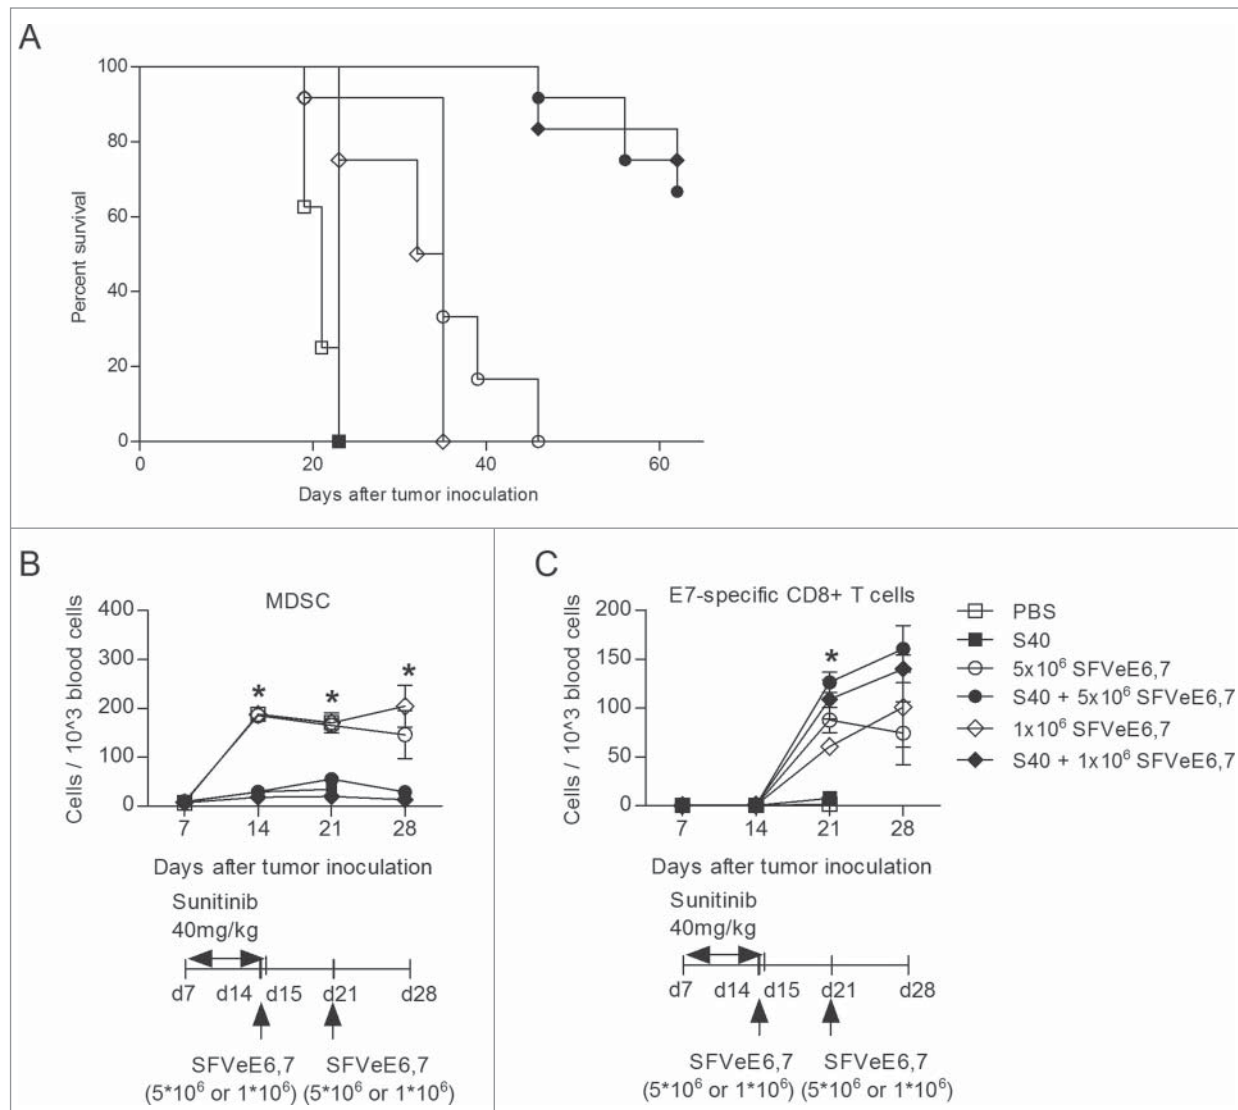 A
100
80
60
40
20
0
Percent survival
0 20 40 60
Days after tumor inoculation
B
MDSC
400
300
200
100
0
Cells / 10^3 blood cells
* * *
7 14 21 28
Days after tumor inoculation
Sunitinib
40mg/kg
d7 d14 d15 d21 d28
SFVeE6,7 SFVeE6,7
(5*10⁶ or 1*10⁶) (5*10⁶ or 1*10⁶)
C
E7-specific CD8+ T cells
200
150
100
50
0
Cells / 10^3 blood cells
*
7 14 21 28
Days after tumor inoculation
PBS
S40
5x10⁶ SFVeE6,7
S40 + 5x10⁶ SFVeE6,7
1x10⁶ SFVeE6,7
S40 + 1x10⁶ SFVeE6,7
Sunitinib
40mg/kg
d7 d14 d15 d21 d28
SFVeE6,7 SFVeE6,7
(5*10⁶ or 1*10⁶) (5*10⁶ or 1*10⁶)